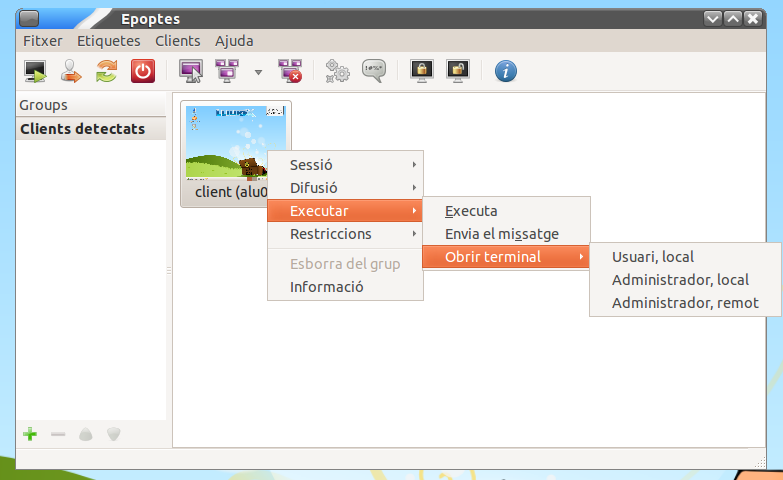 Epoptes
Fitxer Etiquetes Clients Ajuda
Groups
Clients detectats
client (alu0
Sessió
Difusió
Executar
Restriccions
Esborra del grup
Informació
Executa
Envia el missatge
Obrir terminal
Usuari, local
Administrador, local
Administrador, remot